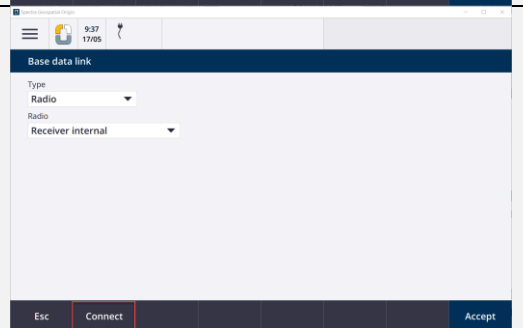 Spectra Geospatial Origin
9:37
17/05
Base data link
Type
Radio
Radio
Receiver internal
Esc Connect Accept